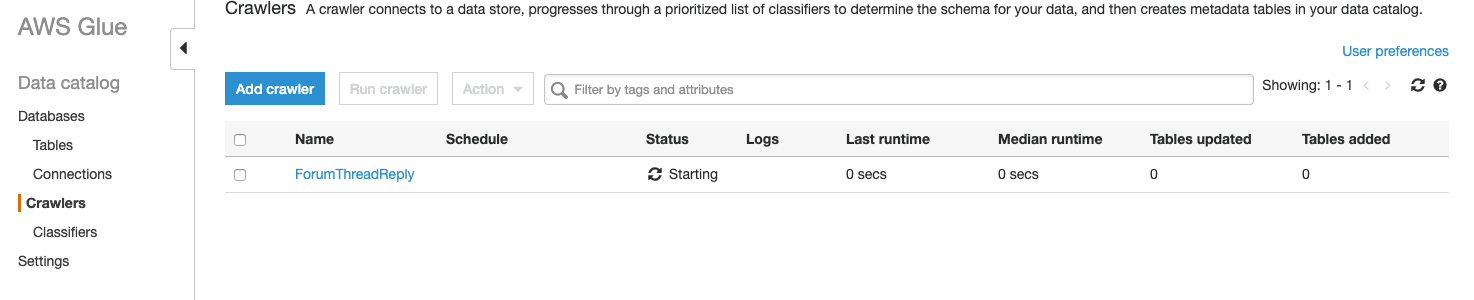 AWS Glue
Data catalog
Databases
Tables
Connections
Crawlers
Classifiers
Settings
Crawlers A crawler connects to a data store, progresses through a prioritized list of classifiers to determine the schema for your data, and then creates metadata tables in your data catalog.
User preferences
Add crawler Run crawler Action Filter by tags and attributes Showing: 1 - 1
Name Schedule Status Logs Last runtime Median runtime Tables updated Tables added
ForumThreadReply Starting 0 secs 0 secs 0 0